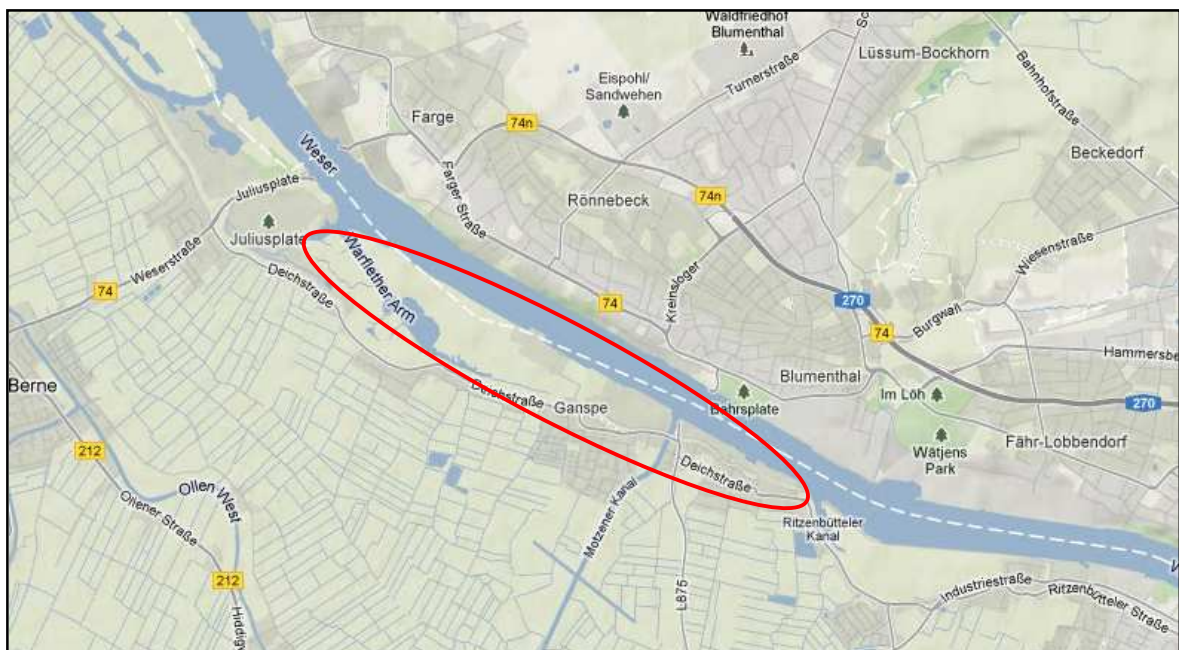 Waldfriedhof
Blumenthal
Lüssum-Bockhorn
Bahnhofstraße
Turnerstraße
Eispohl/
Sandwehen
Farge
74n
Beckedorf
Weser
Farger Straße
Juliusplate
Rönnebeck
74n
Juliusplate
Warflether Arm
Wiesenstraße
Weserstraße
Deichstraße
74
Kreinsloger
74
270
74
Burgwall
Berne
Deichstraße
Ganspe
Bahrsplate
Blumenthal
Im Löh
270
212
Fähr-Lobbendorf
Wätjens
Park
Deichstraße
Ollen West
Ollener Straße
Motzener Kanal
Ritzenbütteler
Kanal
212
L875
Industriestraße
Ritzenbütteler Straße